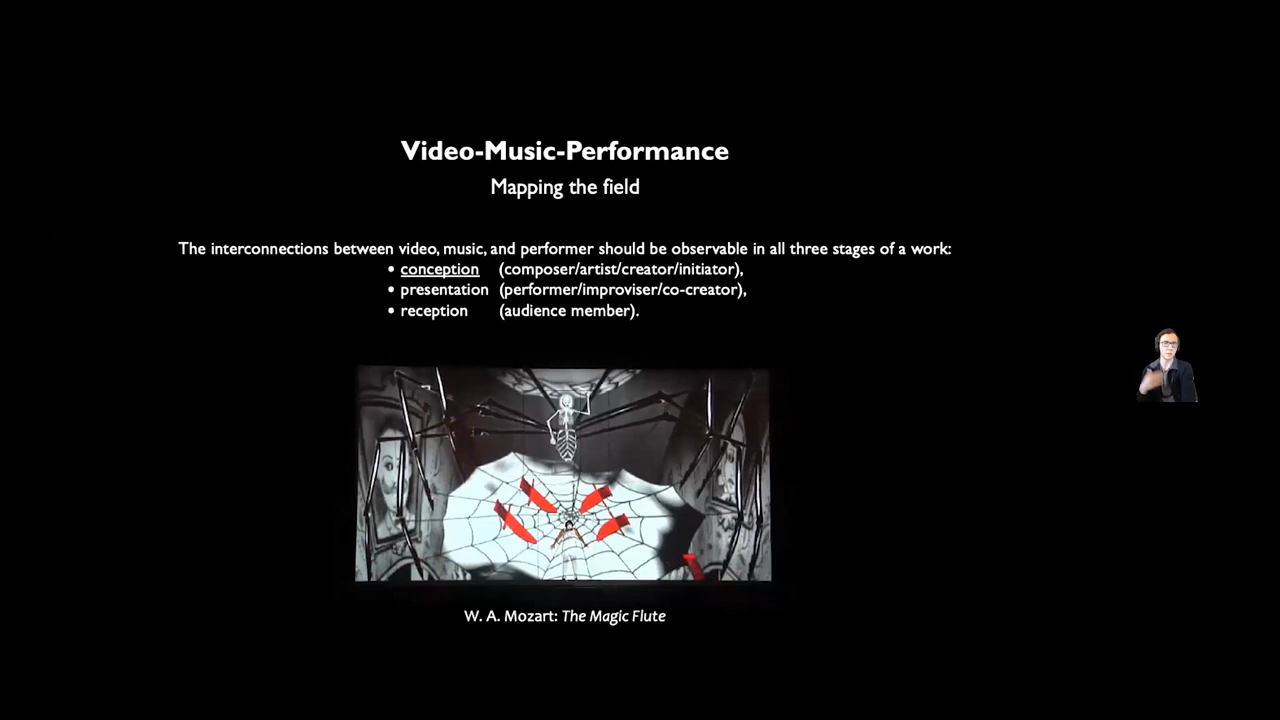 Video-Music-Performance
Mapping the field
The interconnections between video, music, and performer should be observable in all three stages of a work:
• conception (composer/artist/creator/initiator),
• presentation (performer/improviser/co-creator),
• reception (audience member).
W. A. Mozart: The Magic Flute